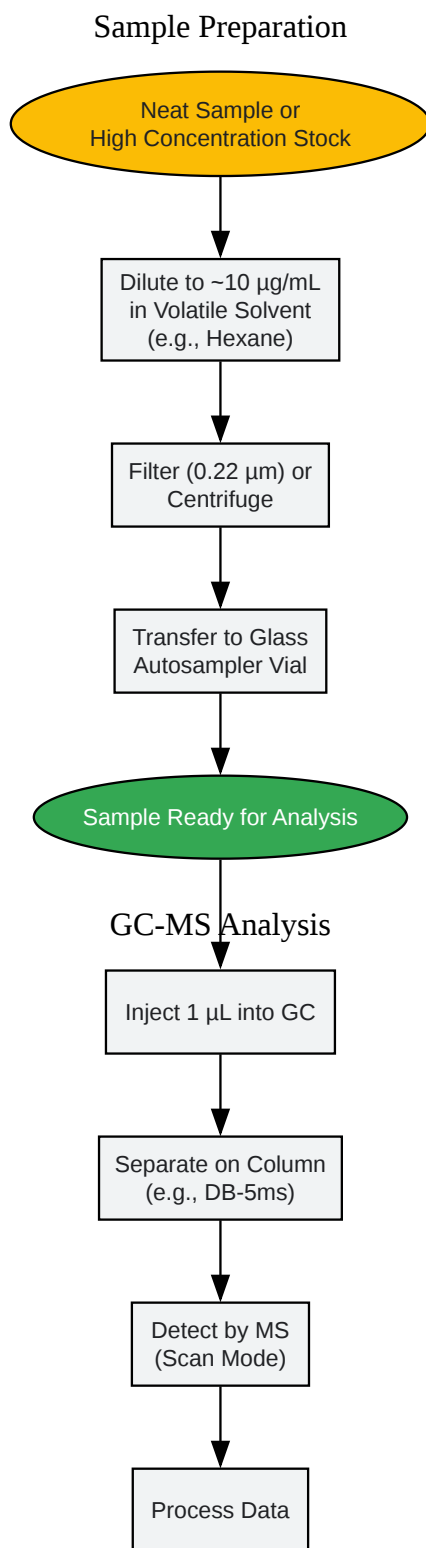 Sample Preparation
Neat Sample or
High Concentration Stock
Dilute to ~10 µg/mL
in Volatile Solvent
(e.g., Hexane)
Filter (0.22 µm) or
Centrifuge
Transfer to Glass
Autosampler Vial
Sample Ready for Analysis
GC-MS Analysis
Inject 1 µL into GC
Separate on Column
(e.g., DB-5ms)
Detect by MS
(Scan Mode)
Process Data